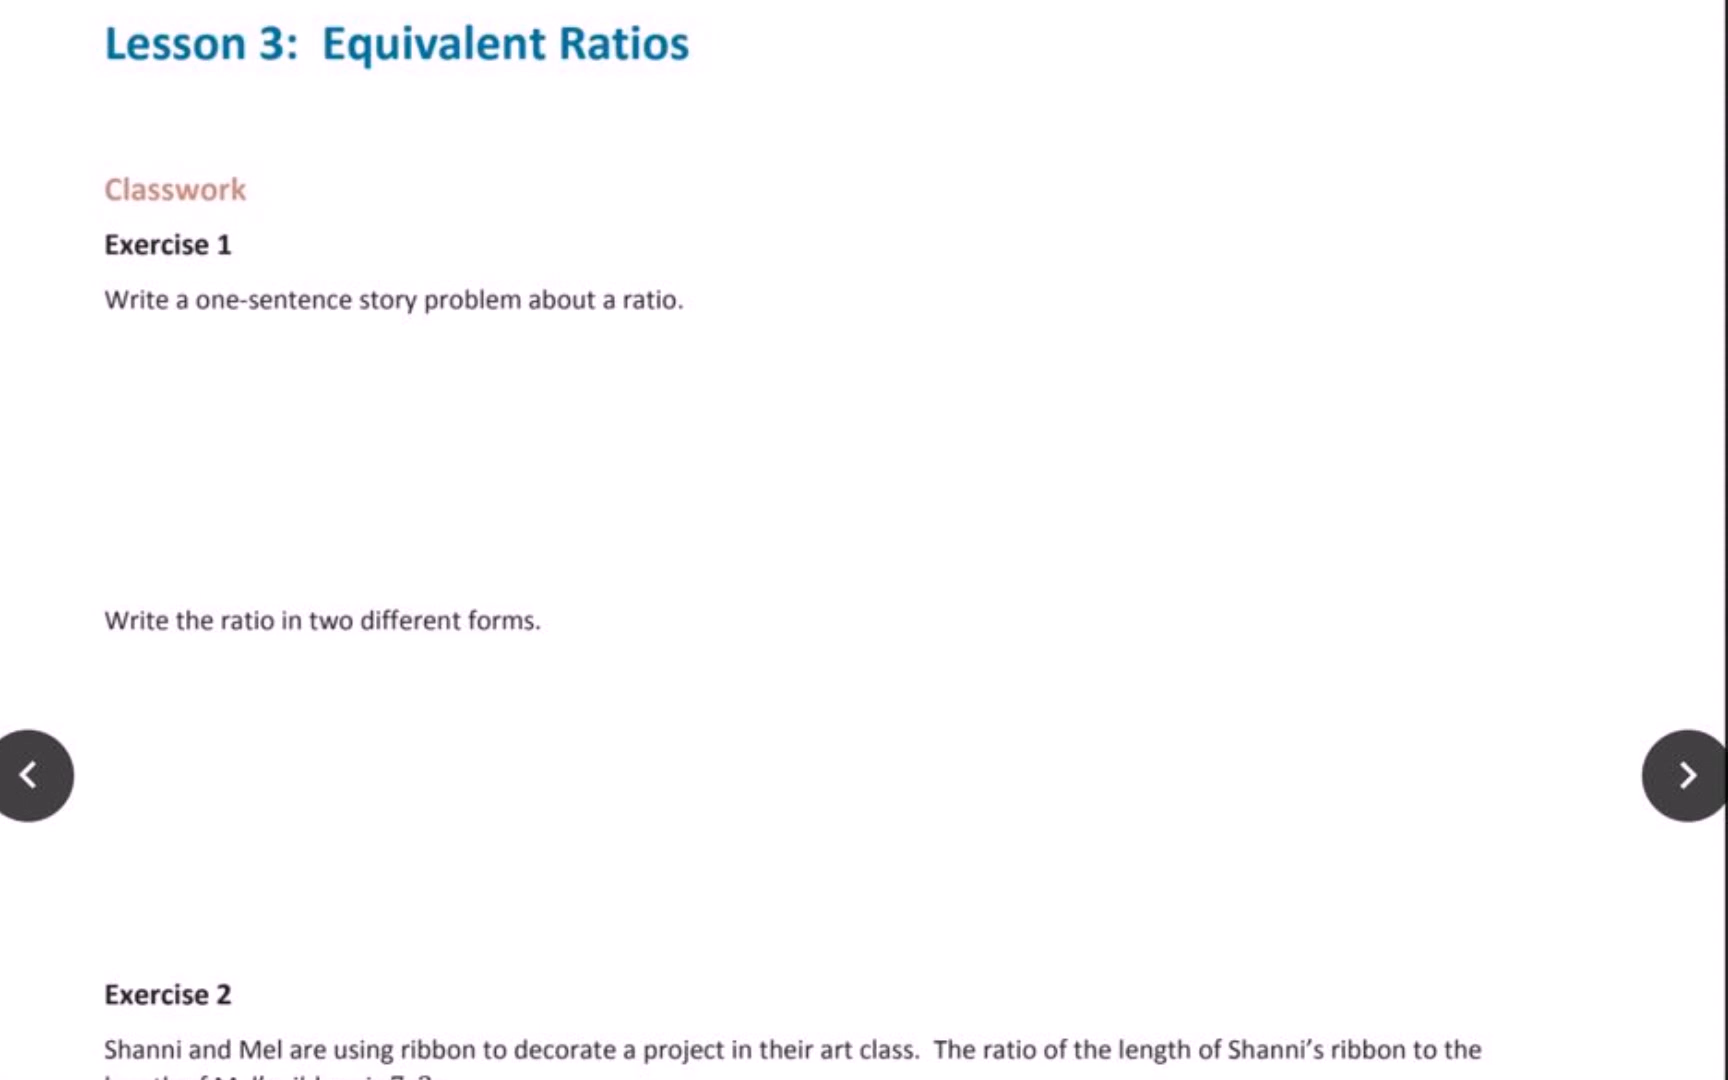 Lesson 3:  Equivalent Ratios
Classwork
Exercise 1
Write a one-sentence story problem about a ratio.
Write the ratio in two different forms.
Exercise 2
Shanni and Mel are using ribbon to decorate a project in their art class.  The ratio of the length of Shanni’s ribbon to the